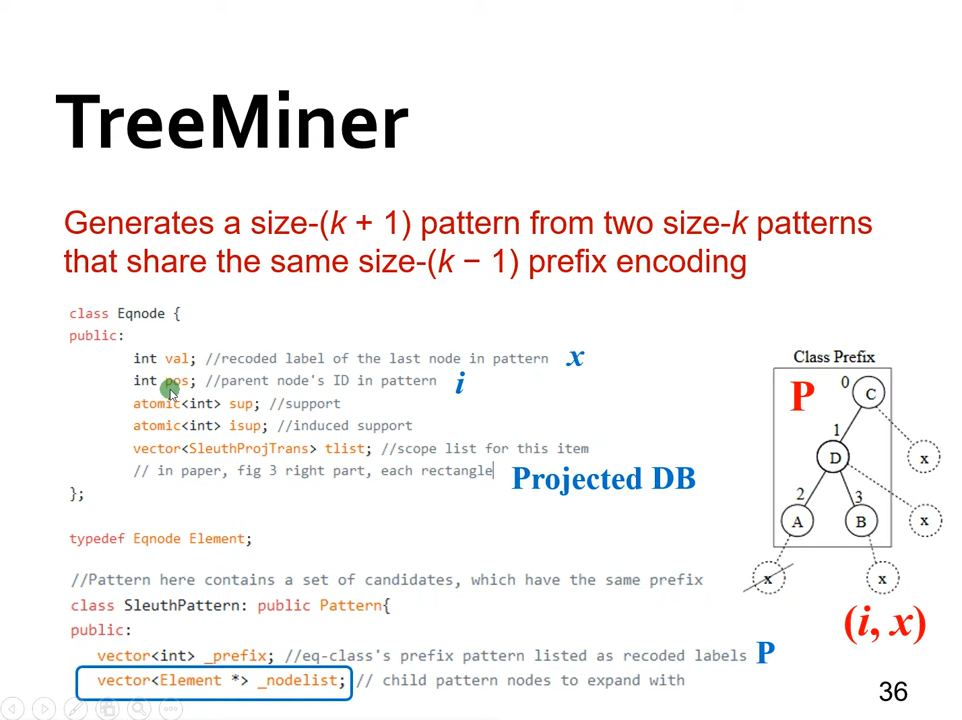 TreeMiner
Generates a size-(k + 1) pattern from two size-k patterns
that share the same size-(k − 1) prefix encoding
class Eqnode {
public:
int val; //recoded label of the last node in pattern
x
int pos; //parent node's ID in pattern
i
atomic<int> sup; //support
atomic<int> isup; //induced support
vector<SleuthProjTrans> tlist; //scope list for this item
// in paper, fig 3 right part, each rectangle
Projected DB
};
typedef Eqnode Element;
//Pattern here contains a set of candidates, which have the same prefix
class SleuthPattern: public Pattern{
public:
vector<int> _prefix; //eq-class's prefix pattern listed as recoded labels
P
vector<Element *> _nodelist; // child pattern nodes to expand with
Class Prefix
P
0
C
1
D
x
2
3
A
B
x
x
x
(i, x)
36